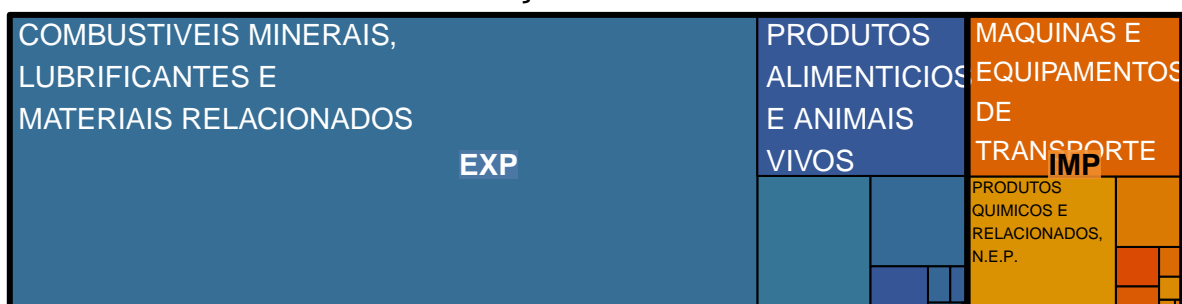 COMBUSTIVEIS MINERAIS,
LUBRIFICANTES E
MATERIAIS RELACIONADOS
EXP
PRODUTOS
ALIMENTICIOS
E ANIMAIS
VIVOS
MAQUINAS E
EQUIPAMENTOS
DE
TRANSPORTE
IMP
PRODUTOS
QUIMICOS E
RELACIONADOS,
N.E.P.